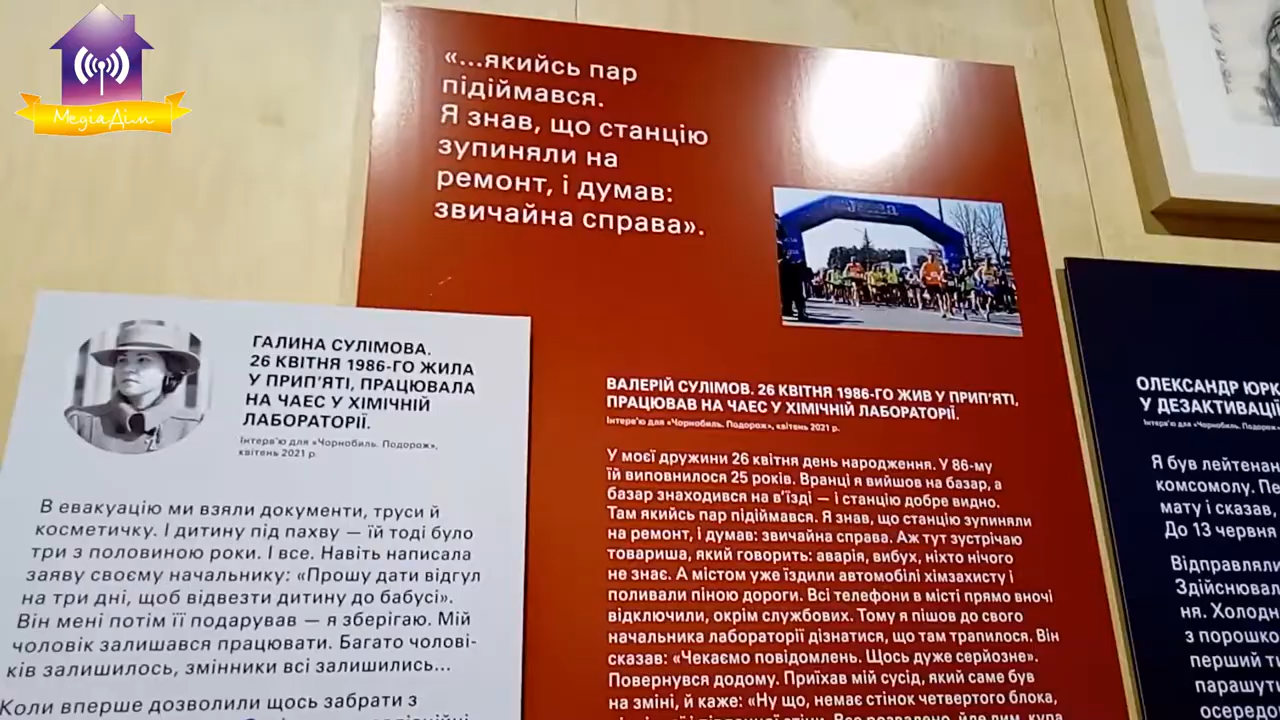 МедіаДім
«...якийсь пар
підіймався.
Я знав, що станцію
зупиняли на
ремонт, і думав:
звичайна справа».
ГАЛИНА СУЛІМОВА.
26 КВІТНЯ 1986-ГО ЖИЛА
У ПРИП'ЯТІ, ПРАЦЮВАЛА
НА ЧАЕС У ХІМІЧНІЙ
ЛАБОРАТОРІЇ.
Інтерв'ю для «Чорнобиль. Подорож»,
квітень 2021 р.
В евакуацію ми взяли документи, труси й
косметичку. І дитину під пахву — їй тоді було
три з половиною роки. І все. Навіть написала
заяву своєму начальнику: «Прошу дати відгул
на три дні, щоб відвезти дитину до бабусі».
Він мені потім її подарував — я зберігаю. Мій
чоловік залишався працювати. Багато чолові-
ків залишилось, змінники всі залишились...
Коли вперше дозволили щось забрати з
ВАЛЕРІЙ СУЛІМОВ. 26 КВІТНЯ 1986-ГО ЖИВ У ПРИП'ЯТІ,
ПРАЦЮВАВ НА ЧАЕС У ХІМІЧНІЙ ЛАБОРАТОРІЇ.
Інтерв'ю для «Чорнобиль. Подорож», квітень 2021 р.
У моєї дружини 26 квітня день народження. У 86-му
їй виповнилося 25 років. Вранці я вийшов на базар, а
базар знаходився на в'їзді — і станцію добре видно.
Там якийсь пар підіймався. Я знав, що станцію зупиняли
на ремонт, і думав: звичайна справа. Аж тут зустрічаю
товариша, який говорить: аварія, вибух, ніхто нічого
не знає. А містом уже їздили автомобілі хімзахисту і
поливали піною дороги. Всі телефони в місті прямо вночі
відключили, окрім службових. Тому я пішов до свого
начальника лабораторії дізнатися, що там трапилося. Він
сказав: «Чекаємо повідомлень. Щось дуже серйозне».
Повернувся додому. Приїхав мій сусід, який саме був
на зміні, й каже: «Ну що, немає стінок четвертого блока,
ОЛЕКСАНДР ЮРК
У ДЕЗАКТИВАЦІЇ
Інтерв'ю для «Чорнобиль. Подорож»
Я був лейтенан
комсомолу. Пе
мату і сказав,
До 13 червня
Відправляли
Здійснювал
ня. Холодн
з порошко
перший ти
парашут
осередо